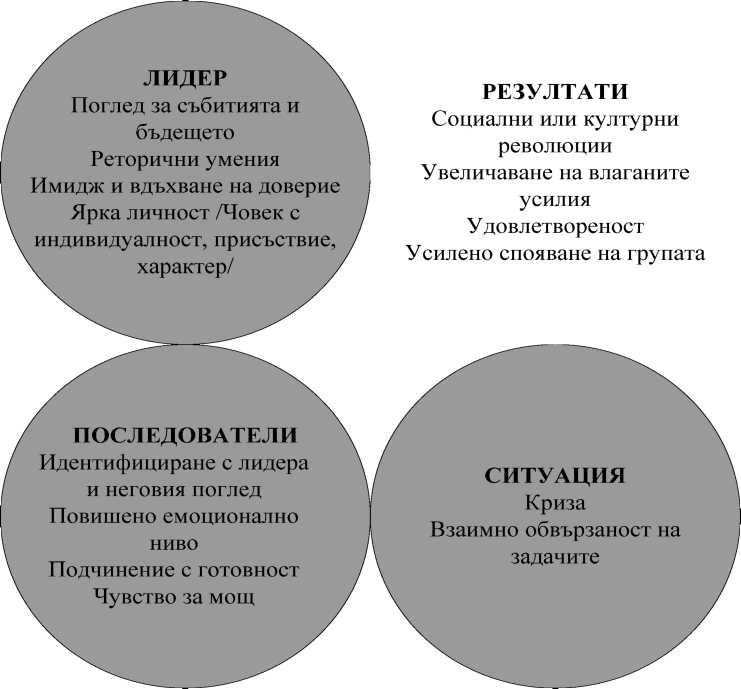 ЛИДЕР
Поглед за събитията и
бъдещето
Реторични умения
Имидж и вдъхване на доверие
Ярка личност /Човек с
индивидуалност, присъствие,
характер/
РЕЗУЛТАТИ
Социални или културни
революции
Увеличаване на влаганите
усилия
Удовлетвореност
Усилено спояване на групата
ПОСЛЕДОВАТЕЛИ
Идентифициране с лидера
и неговия поглед
Повишено емоционално
ниво
Подчинение с готовност
Чувство за мощ
СИТУАЦИЯ
Криза
Взаимно обвързаност на
задачите